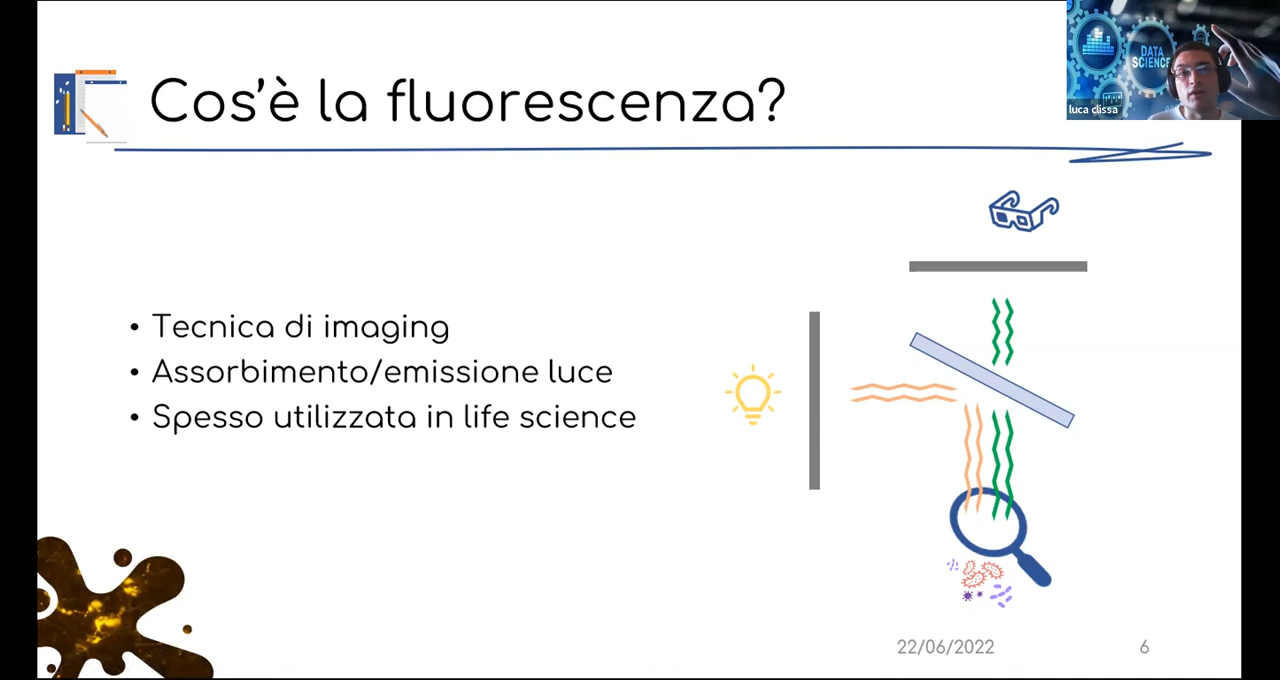 DATA
SCIENCE
luca clissa
Cos'è la fluorescenza?
• Tecnica di imaging
• Assorbimento/emissione luce
• Spesso utilizzata in life science
22/06/2022
6